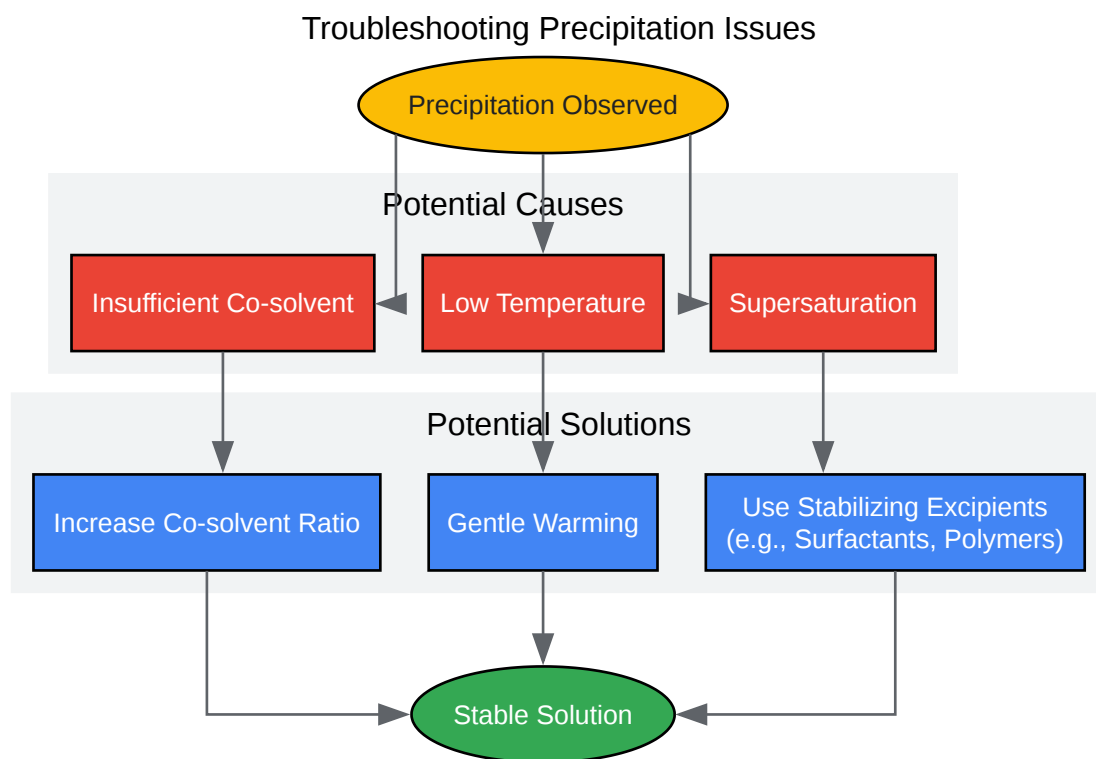 Troubleshooting Precipitation Issues
Precipitation Observed
Potential Causes
Insufficient Co-solvent
Low Temperature
Supersaturation
Potential Solutions
Increase Co-solvent Ratio
Gentle Warming
Use Stabilizing Excipients
(e.g., Surfactants, Polymers)
Stable Solution